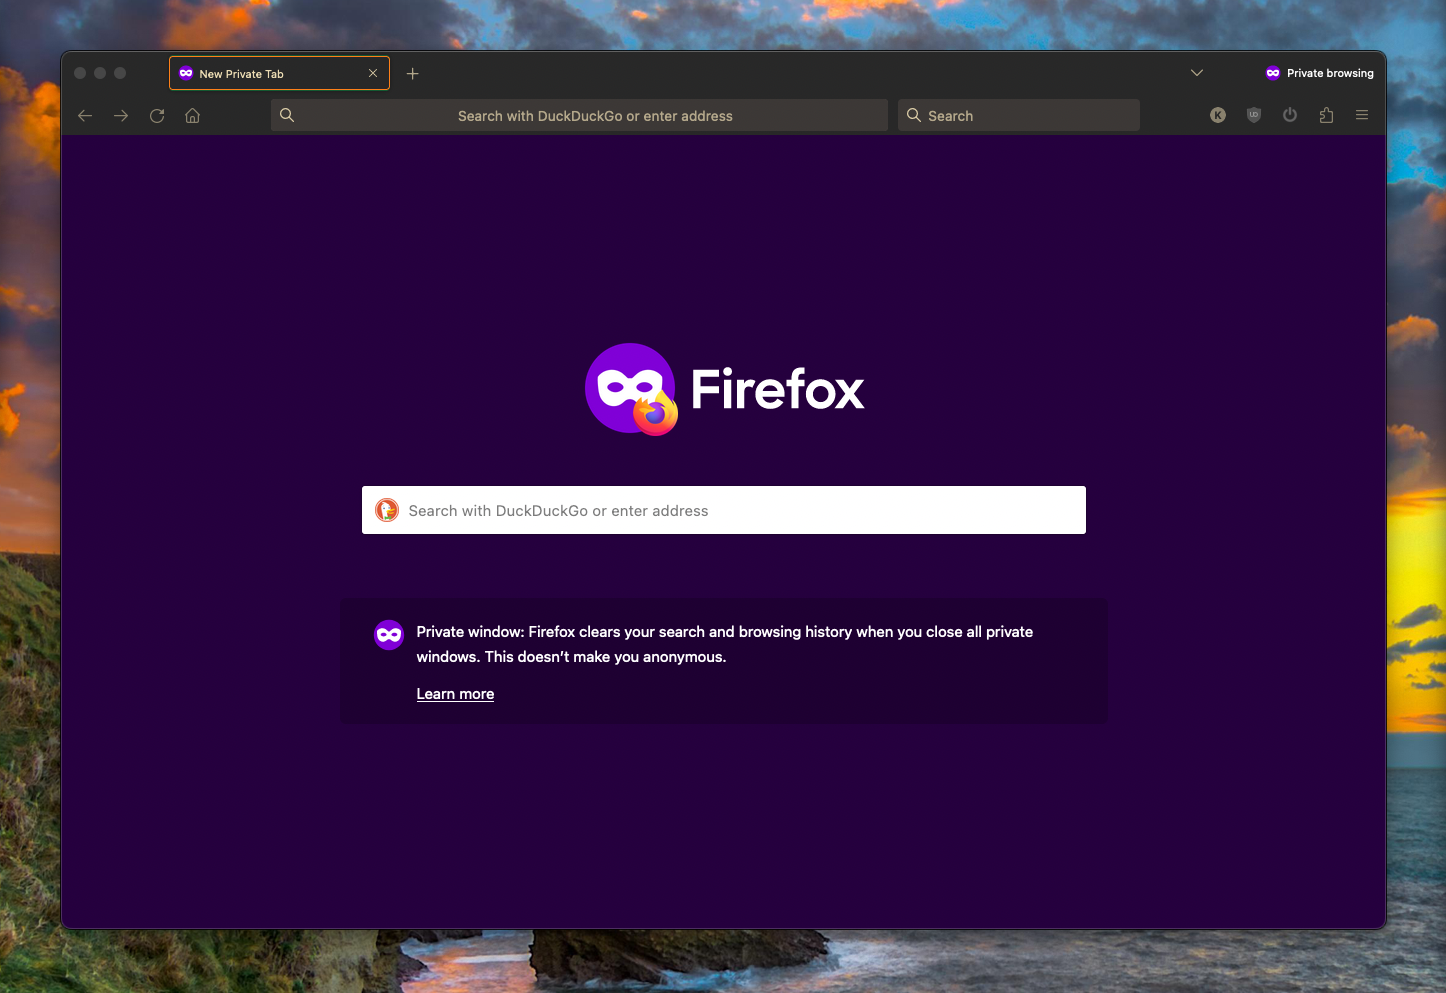 New Private Tab
Private browsing
Search with DuckDuckGo or enter address
Search
K
UD
Firefox
Search with DuckDuckGo or enter address
Private window: Firefox clears your search and browsing history when you close all private
windows. This doesn’t make you anonymous.
Learn more